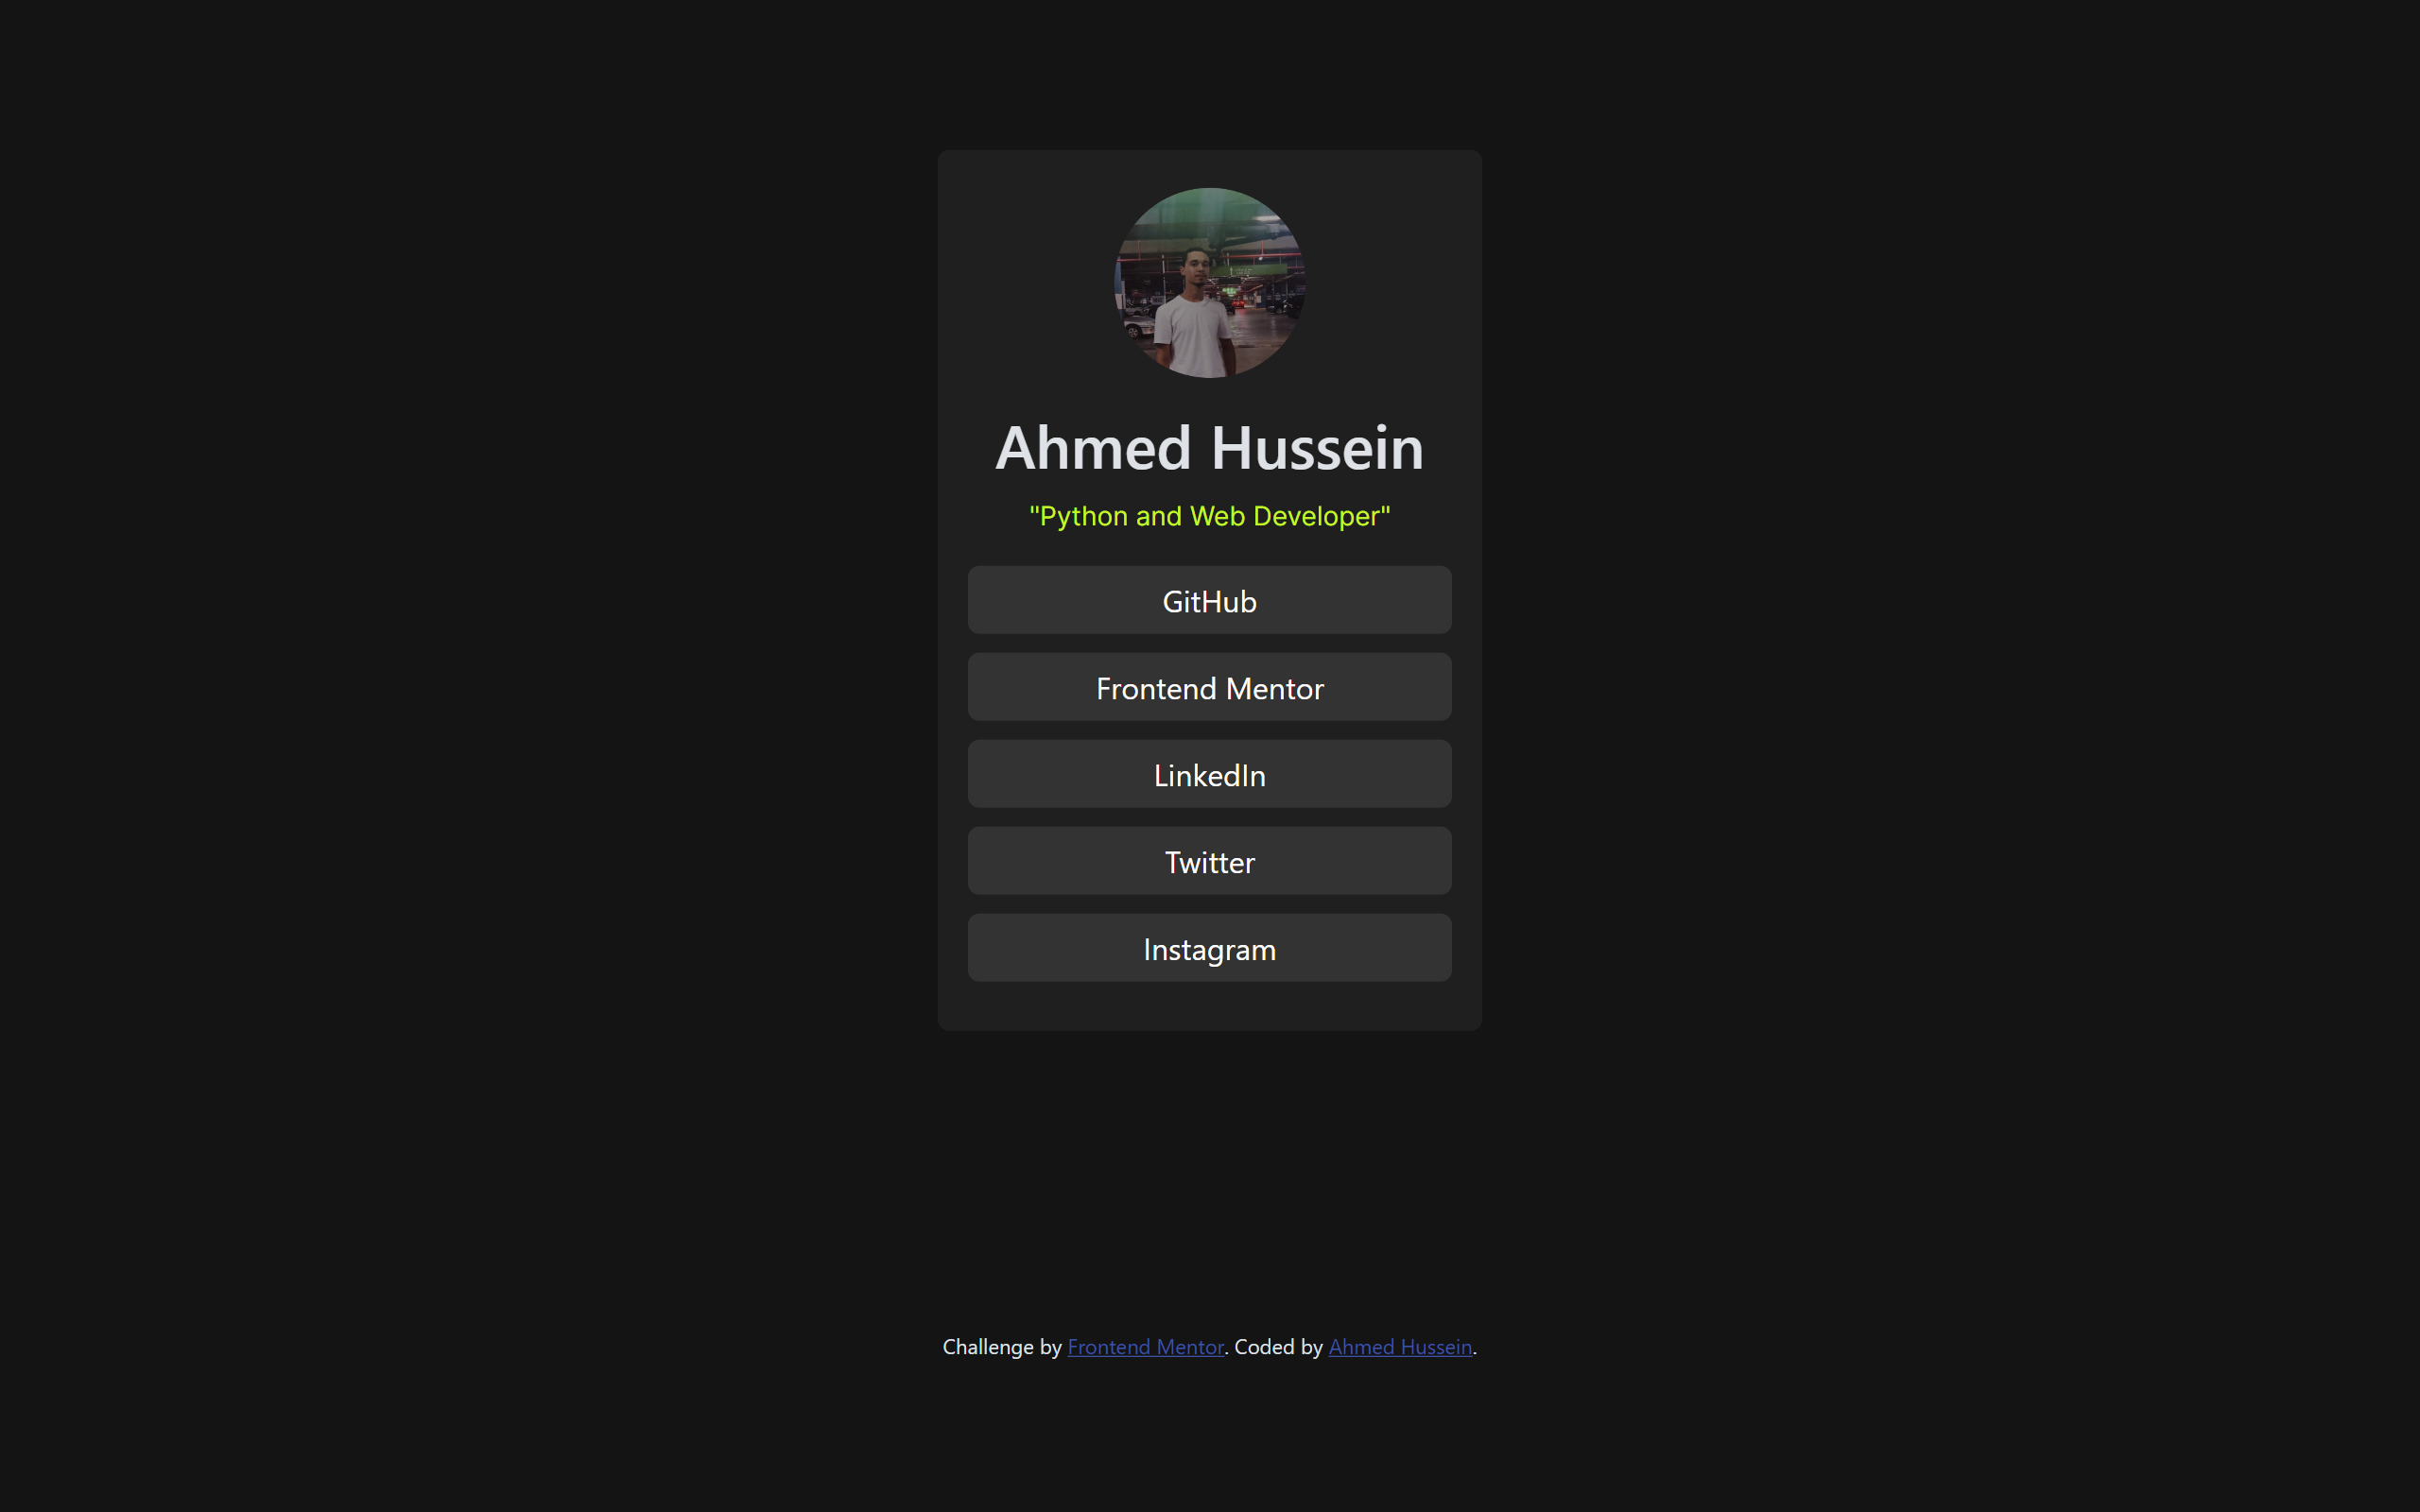 Ahmed Hussein
"Python and Web Developer"
GitHub
Frontend Mentor
LinkedIn
Twitter
Instagram
Challenge by Frontend Mentor. Coded by Ahmed Hussein.